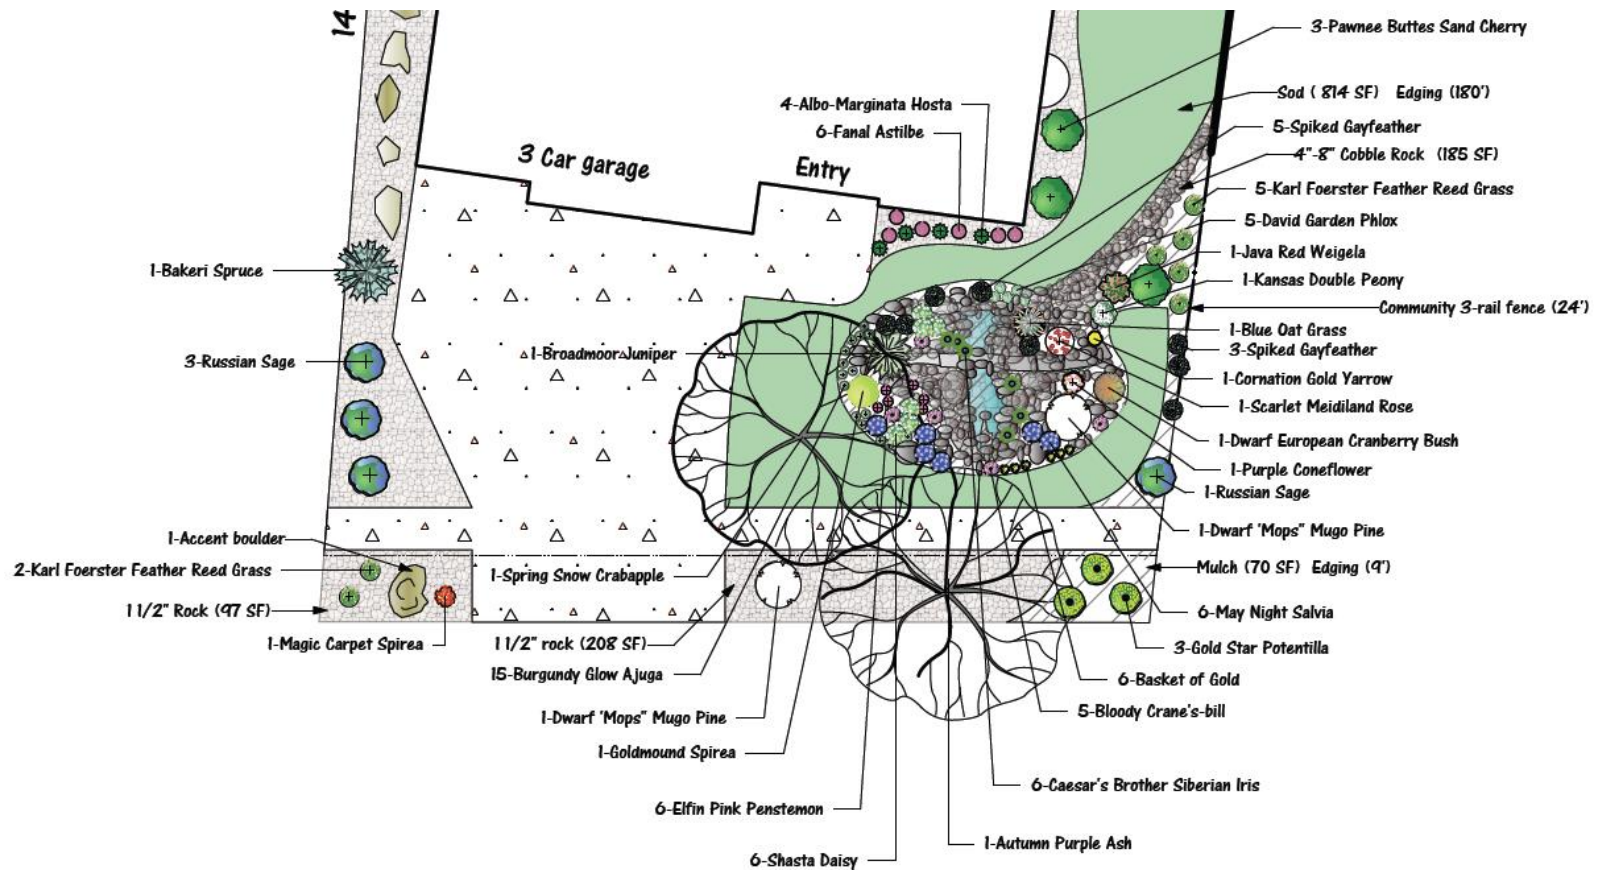 14
3 Car garage
Entry
4-Albo-Marginata Hosta
6-Fanal Astilbe
3-Pawnee Buttes Sand Cherry
Sod ( 814 SF) Edging (180')
5-Spiked Gayfeather
4"-8" Cobble Rock (185 SF)
5-Karl Foerster Feather Reed Grass
5-David Garden Phlox
1-Java Red Weigela
1-Kansas Double Peony
Community 3-rail fence (24')
1-Blue Oat Grass
3-Spiked Gayfeather
1-Cornation Gold Yarrow
1-Scarlet Meidiland Rose
1-Dwarf European Cranberry Bush
1-Purple Coneflower
1-Russian Sage
1-Dwarf 'Mops" Mugo Pine
Mulch (70 SF) Edging (9')
6-May Night Salvia
3-Gold Star Potentilla
6-Basket of Gold
5-Bloody Crane's-bill
6-Caesar's Brother Siberian Iris
1-Autumn Purple Ash
1-Bakeri Spruce
3-Russian Sage
1-Broadmoor Juniper
1-Accent boulder
2-Karl Foerster Feather Reed Grass
1 1/2" Rock (97 SF)
1-Magic Carpet Spirea
1-Spring Snow Crabapple
1 1/2" rock (208 SF)
15-Burgundy Glow Ajuga
1-Dwarf 'Mops" Mugo Pine
1-Goldmound Spirea
6-Elfin Pink Penstemon
6-Shasta Daisy